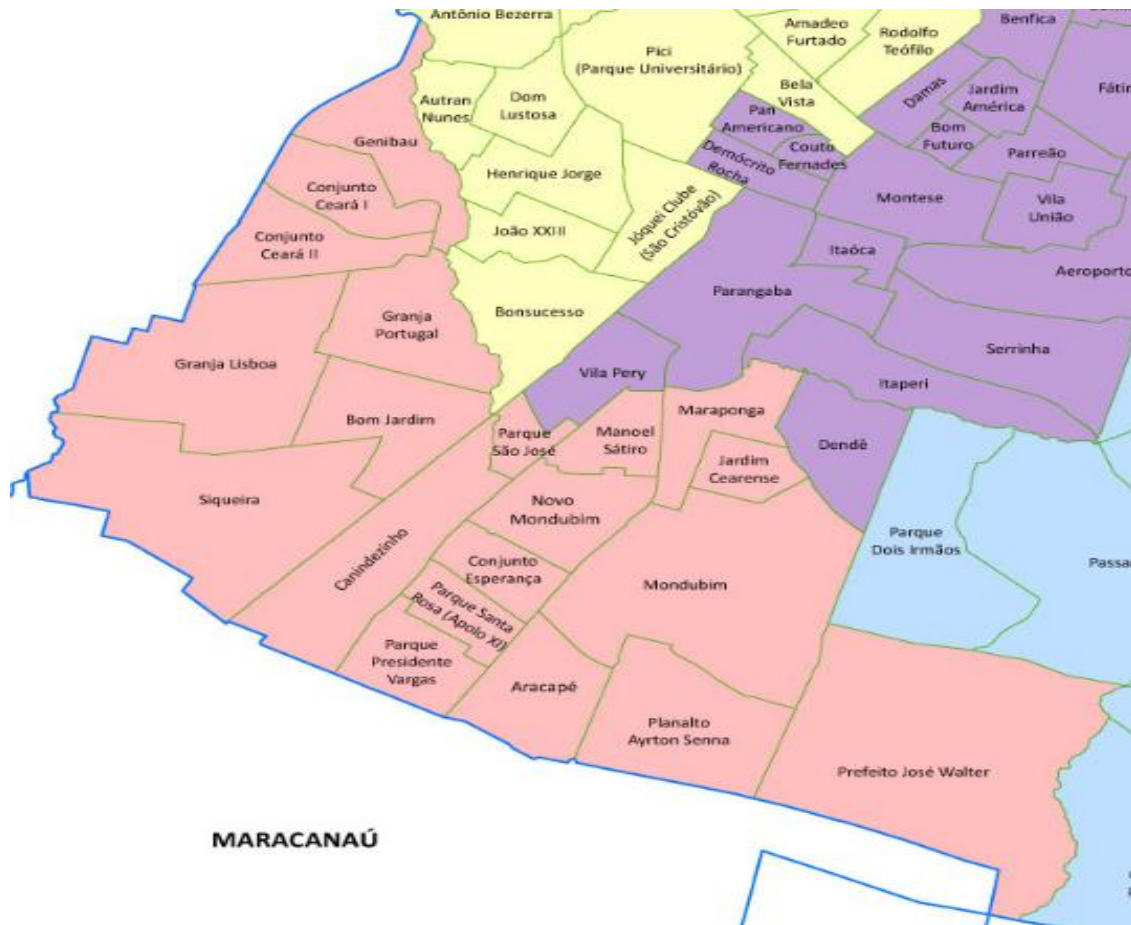 Antônio Bezerra
Amadeo
Furtado
Rodolfo
Teófilo
Benfica
Pici
(Parque Universitário)
Autran
Nunes
Dom
Lustosa
Bela
Vista
Damas
Jardim
América
Genibau
Pan
Americano
Bom
Futuro
Couto
Fernades
Parreão
Demócrito
Rocha
Conjunto
Ceará I
Henrique Jorge
Montese
Vila
União
Jóquei Clube
(São Cristóvão)
João XXIII
Conjunto
Ceará II
Itaóca
Aeroporto
Parangaba
Bonsucesso
Granja
Portugal
Serrinha
Granja Lisboa
Vila Pery
Itaperi
Maraponga
Bom Jardim
Parque
São José
Manoel
Sátiro
Dendê
Jardim
Cearense
Siqueira
Novo
Mondubim
Parque
Dois Irmãos
Canindezinho
Conjunto
Esperança
Mondubim
Parque Santa
Rosa (Apolo XI)
Parque
Presidente
Vargas
Aracapé
Planalto
Ayrton Senna
Prefeito José Walter
MARACANAÚ